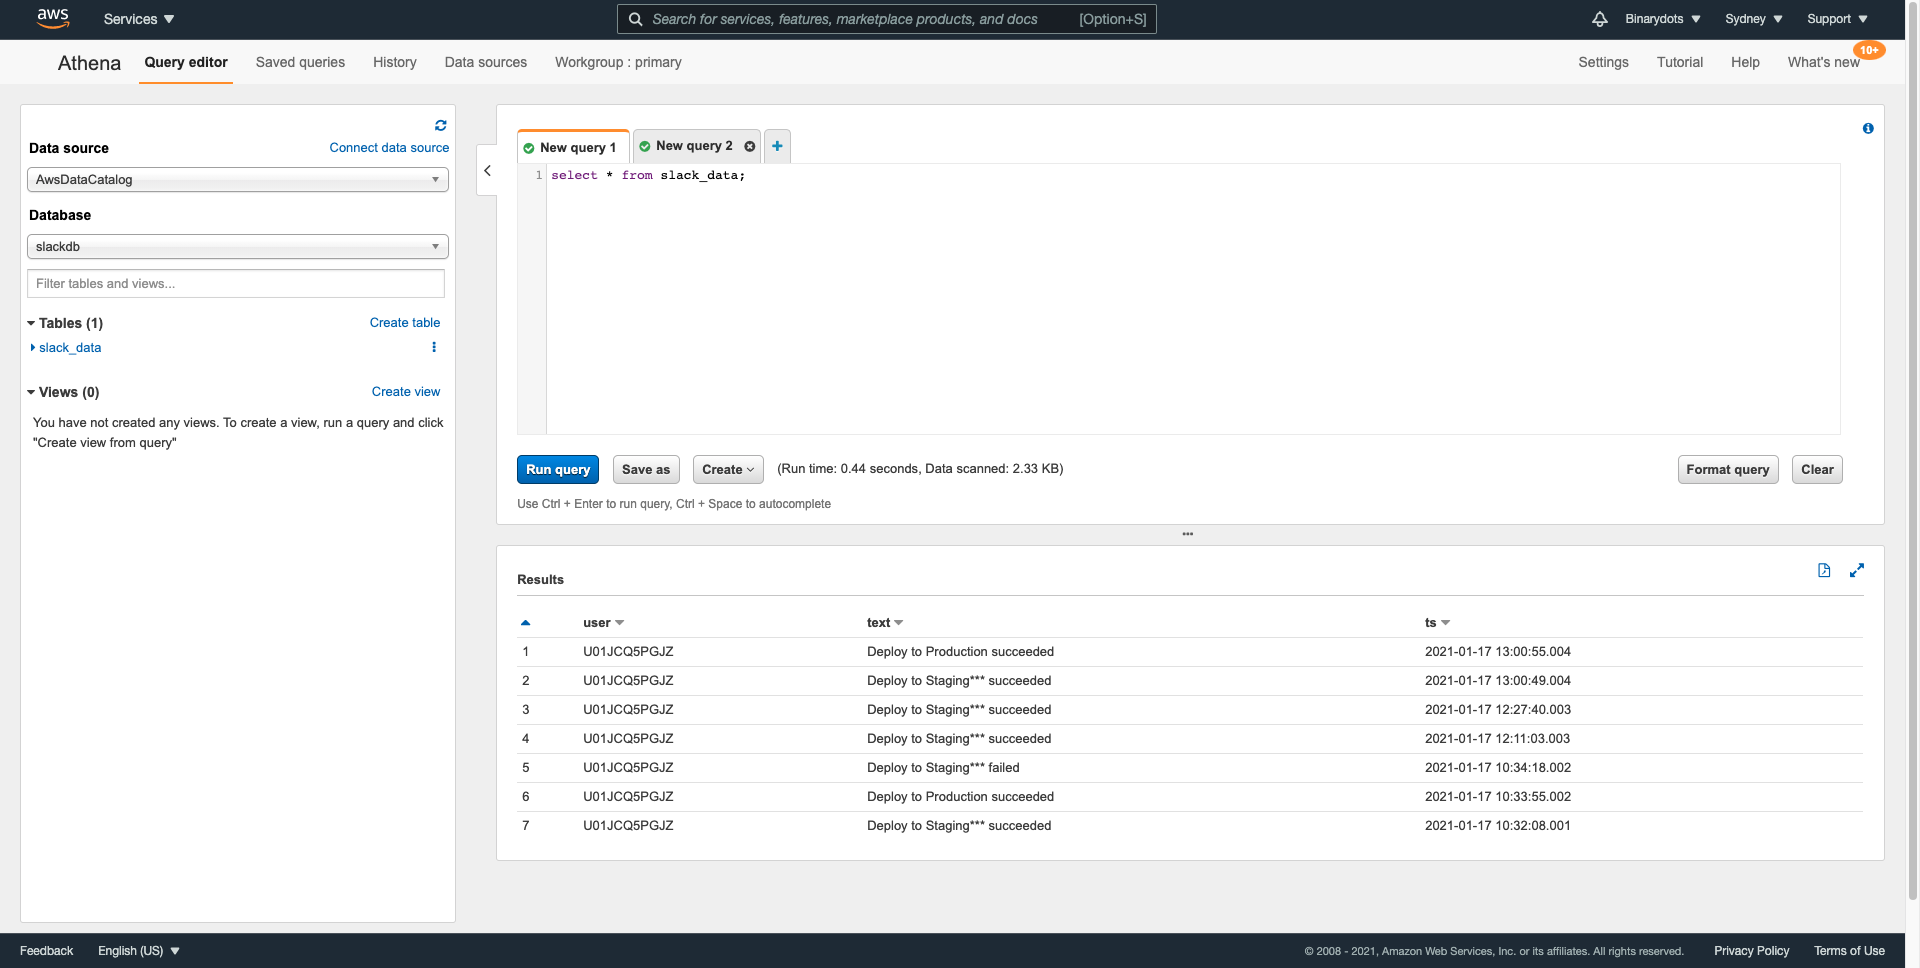 aws
Services
Search for services, features, marketplace products, and docs [Option+S]
Binarydots
Sydney
Support
Athena
Query editor
Saved queries
History
Data sources
Workgroup : primary
Settings
Tutorial
Help
What's new
10+
Data source
Connect data source
AwsDataCatalog
Database
slackdb
Filter tables and views...
Tables (1)
Create table
slack_data
Views (0)
Create view
You have not created any views. To create a view, run a query and click
"Create view from query"
New query 1
New query 2
1 select * from slack_data;
Run query
Save as
Create
(Run time: 0.44 seconds, Data scanned: 2.33 KB)
Format query
Clear
Use Ctrl + Enter to run query, Ctrl + Space to autocomplete
Results
user text ts
1 U01JCQ5PGJZ Deploy to Production succeeded 2021-01-17 13:00:55.004
2 U01JCQ5PGJZ Deploy to Staging*** succeeded 2021-01-17 13:00:49.004
3 U01JCQ5PGJZ Deploy to Staging*** succeeded 2021-01-17 12:27:40.003
4 U01JCQ5PGJZ Deploy to Staging*** succeeded 2021-01-17 12:11:03.003
5 U01JCQ5PGJZ Deploy to Staging*** failed 2021-01-17 10:34:18.002
6 U01JCQ5PGJZ Deploy to Production succeeded 2021-01-17 10:33:55.002
7 U01JCQ5PGJZ Deploy to Staging*** succeeded 2021-01-17 10:32:08.001
Feedback
English (US)
© 2008 - 2021, Amazon Web Services, Inc. or its affiliates. All rights reserved.
Privacy Policy
Terms of Use